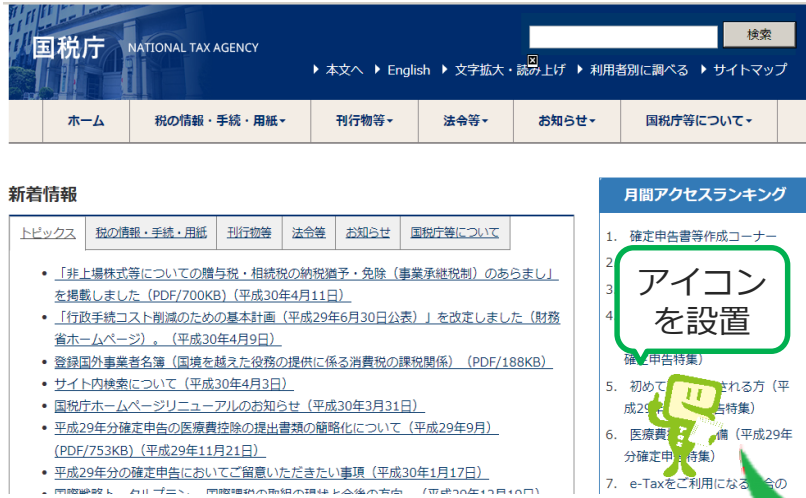 国税庁 NATIONAL TAX AGENCY
検索
本文へ English 文字拡大・読み上げ 利用者別に調べる サイトマップ
ホーム 税の情報・手続・用紙 刊行物等 法令等 お知らせ 国税庁等について
新着情報
トピックス 税の情報・手続・用紙 刊行物等 法令等 お知らせ 国税庁等について
「非上場株式等についての贈与税・相続税の納税猶予・免除（事業承継税制）のあらまし」
を掲載しました（PDF/700KB)（平成30年4月11日）
「行政手続コスト削減のための基本計画（平成29年6月30日公表）」を改定しました（財務
省ホームページ）。（平成30年4月9日）
登録国外事業者名簿（国境を越えた役務の提供に係る消費税の課税関係）（PDF/188KB）
サイト内検索について（平成30年4月3日）
国税庁ホームページリニューアルのお知らせ（平成30年3月31日）
平成29年分確定申告の医療費控除の提出書類の簡略化について（平成29年9月）
(PDF/753KB)（平成29年11月21日）
平成29年分の確定申告においてご留意いただきたい事項（平成30年1月17日）
国際戦略トータルプラン
月間アクセスランキング
1. 確定申告書等作成コーナー
2
3
4
アイコン
を設置
確定申告特集）
5. 初めて される方（平
成29年 告特集）
6. 医療費 備（平成29年
分確定申 特集）
7. e-Taxをご利用になる 合の